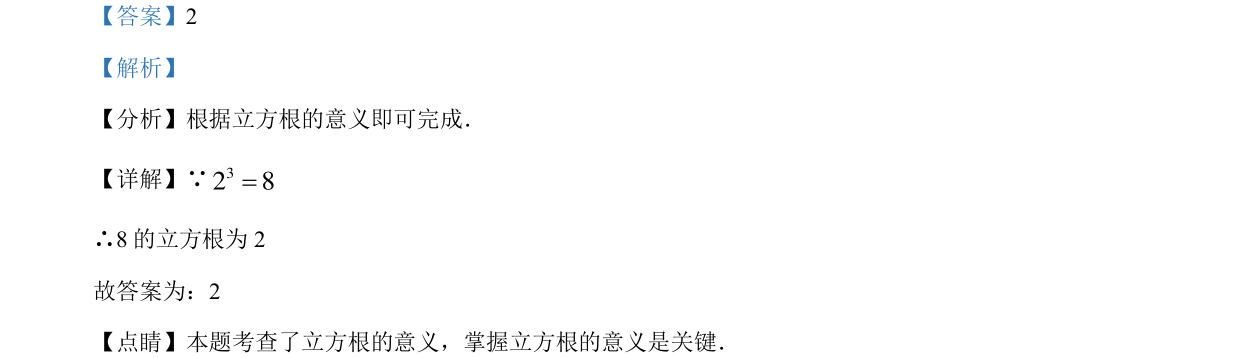 【答案】2
【解析】
【分析】根据立方根的意义即可完成．
【详解】∵2³=8
∴8 的立方根为 2
故答案为：2
【点睛】本题考查了立方根的意义，掌握立方根的意义是关键．